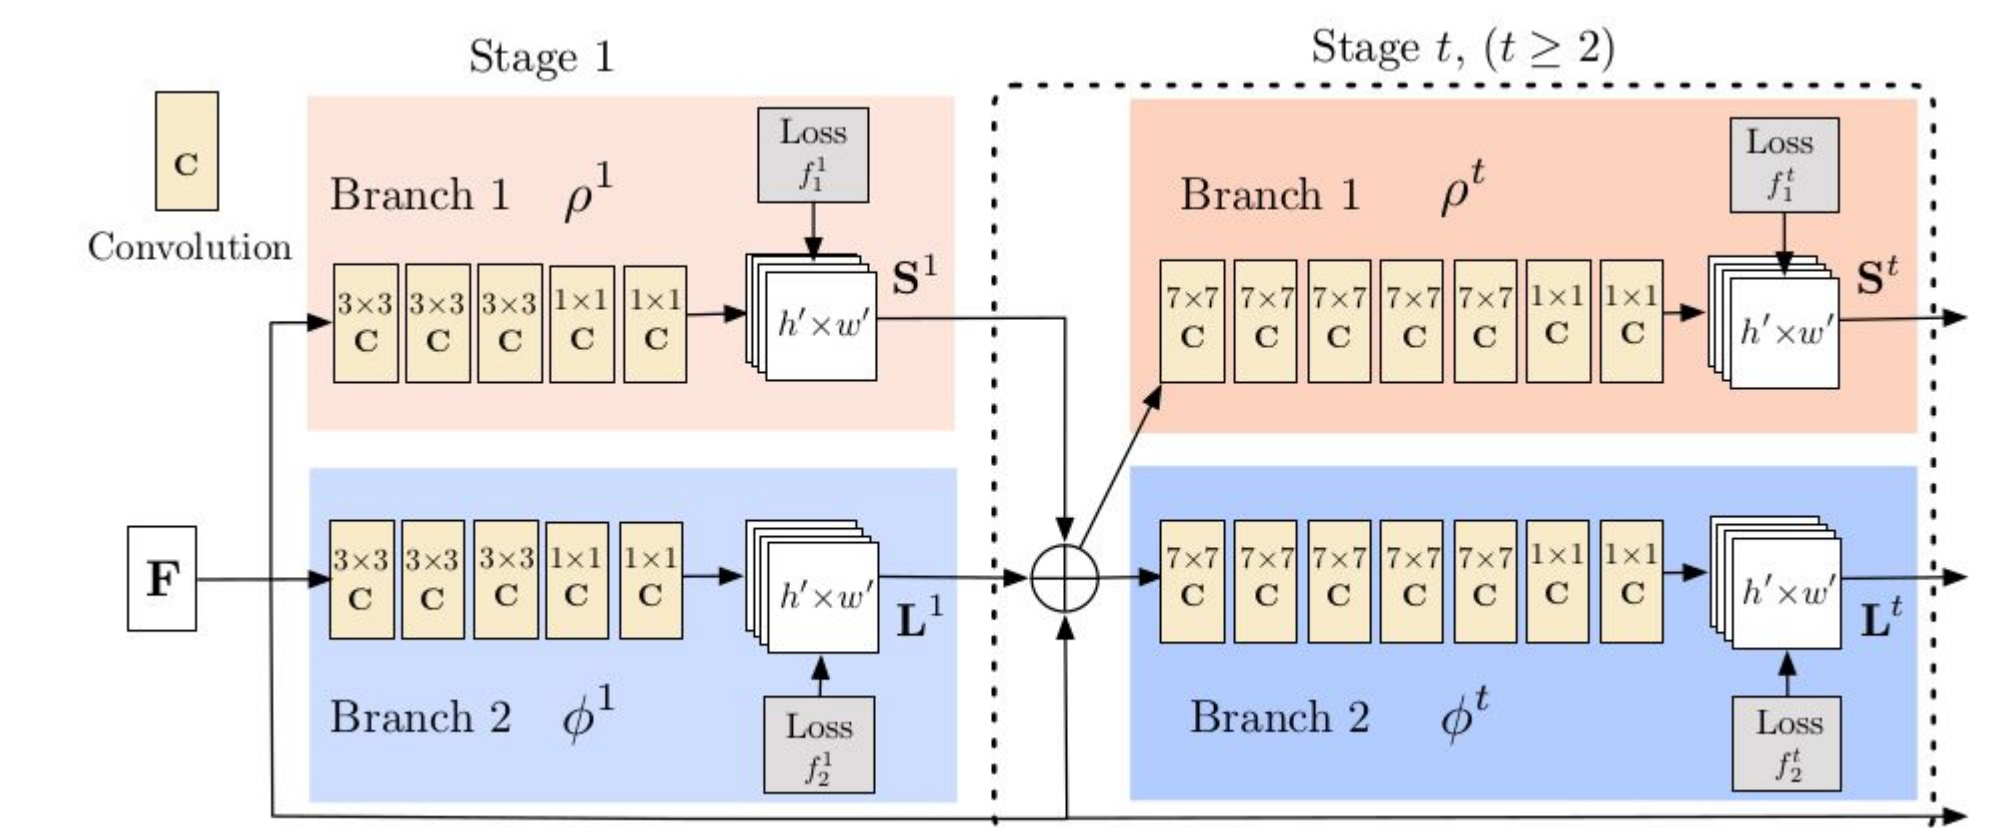 Stage 1
Stage t, (t ≥ 2)
C
Convolution
Branch 1 ρ¹
Loss
f₁¹
3×3 3×3 3×3 1×1 1×1
C C C C C
h′×w′
S¹
Branch 1 ρᵗ
Loss
f₁ᵗ
7×7 7×7 7×7 7×7 7×7 1×1 1×1
C C C C C C C
h′×w′
Sᵗ
F
3×3 3×3 3×3 1×1 1×1
C C C C C
h′×w′
L¹
Branch 2 ϕ¹
Loss
f₂¹
7×7 7×7 7×7 7×7 7×7 1×1 1×1
C C C C C C C
h′×w′
Lᵗ
Branch 2 ϕᵗ
Loss
f₂ᵗ